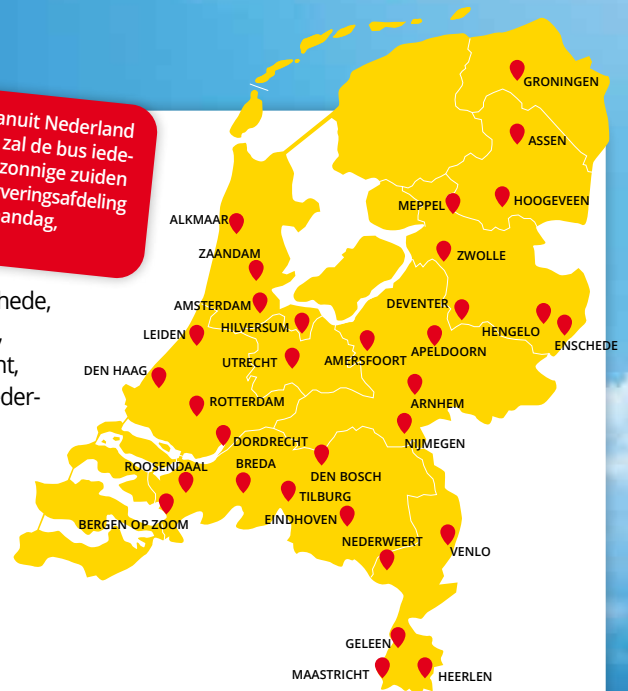 anuit Nederland
zal de bus iede-
zonnige zuiden
veringsafdeling
andag,
hede,
,
nt,
eder-
GRONINGEN
ASSEN
HOOGEVEEN
MEPPEL
ALKMAAR
ZWOLLE
ZAANDAM
DEVENTER
AMSTERDAM
HENGELO
LEIDEN
HILVERSUM
ENSCHEDE
UTRECHT
AMERSFOORT
APELDOORN
DEN HAAG
ROTTERDAM
ARNHEM
DORDRECHT
NIJMEGEN
ROOSENDAAL
BREDA
DEN BOSCH
TILBURG
BERGEN OP ZOOM
EINDHOVEN
NEDERWEERT
VENLO
GELEEN
MAASTRICHT
HEERLEN